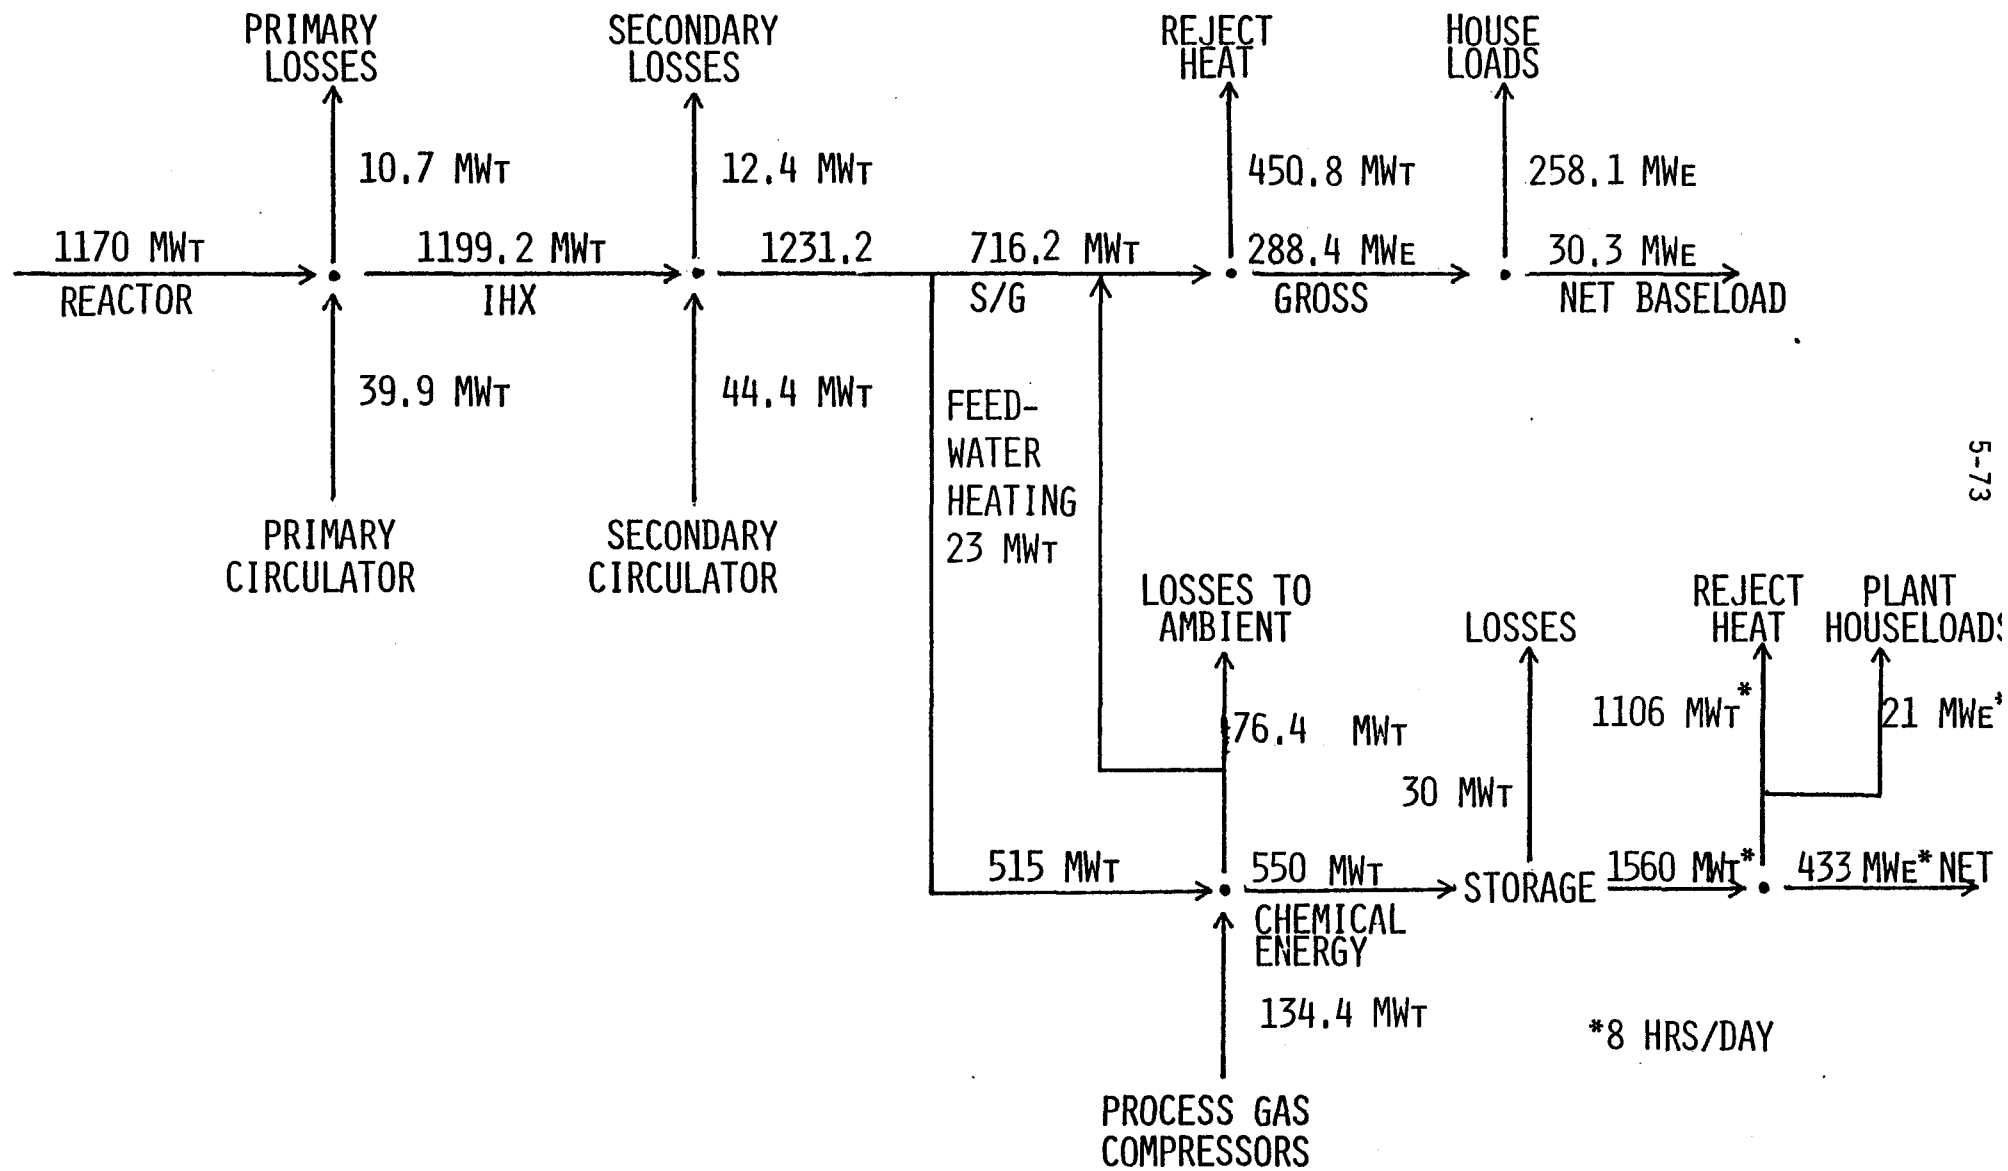 PRIMARY
LOSSES
SECONDARY
LOSSES
REJECT
HEAT
HOUSE
LOADS
10.7 MWT
12.4 MWT
450.8 MWT
258.1 MWE
1170 MWT
1199.2 MWT
1231.2
716.2 MWT
288.4 MWE
30.3 MWE
REACTOR
IHX
S/G
GROSS
NET BASELOAD
39.9 MWT
44.4 MWT
FEED-
WATER
HEATING
23 MWT
5-73
PRIMARY
CIRCULATOR
SECONDARY
CIRCULATOR
LOSSES TO
AMBIENT
LOSSES
REJECT
HEAT
PLANT
HOUSELOADS
76.4 MWT
30 MWT
1106 MWT*
21 MWE*
515 MWT
550 MWT
CHEMICAL
ENERGY
STORAGE
1560 MWT*
433 MWE* NET
134.4 MWT
*8 HRS/DAY
PROCESS GAS
COMPRESSORS